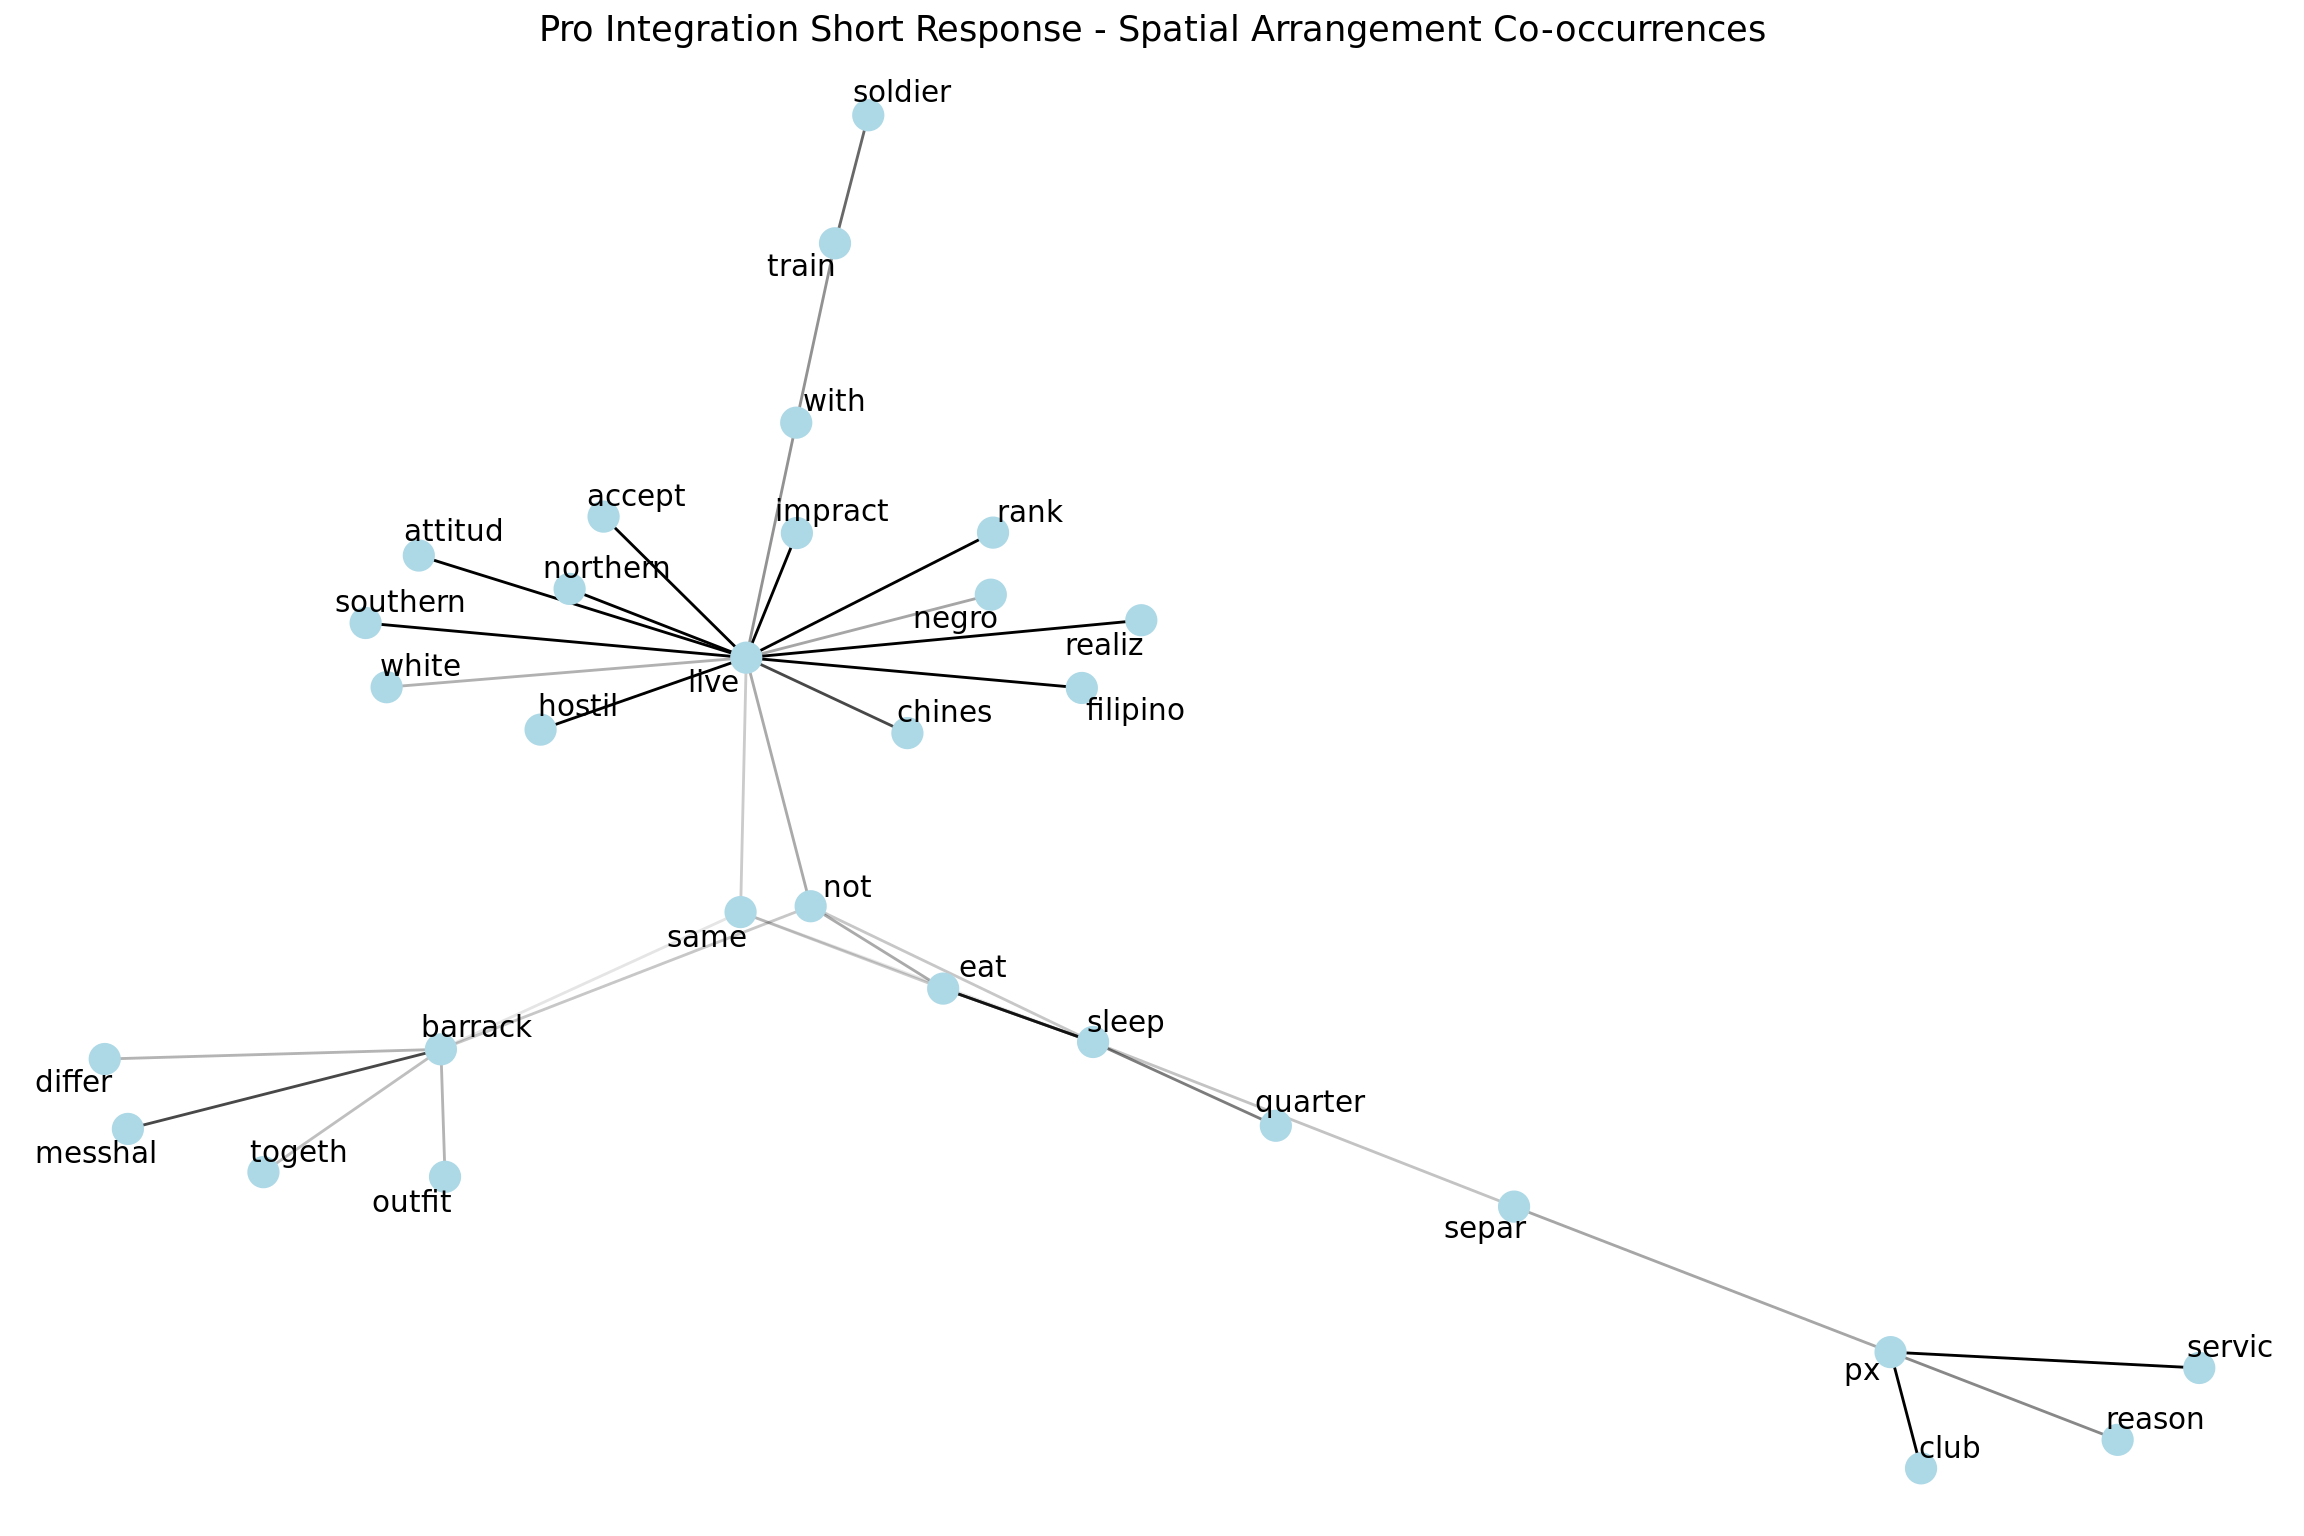 Pro Integration Short Response - Spatial Arrangement Co-occurrences
soldier
train
with
accept
impract
rank
attitud
northern
southern
negro
realiz
white
live
hostil
chines
filipino
not
same
eat
barrack
sleep
differ
quarter
messhal
togeth
outfit
separ
servic
px
reason
club